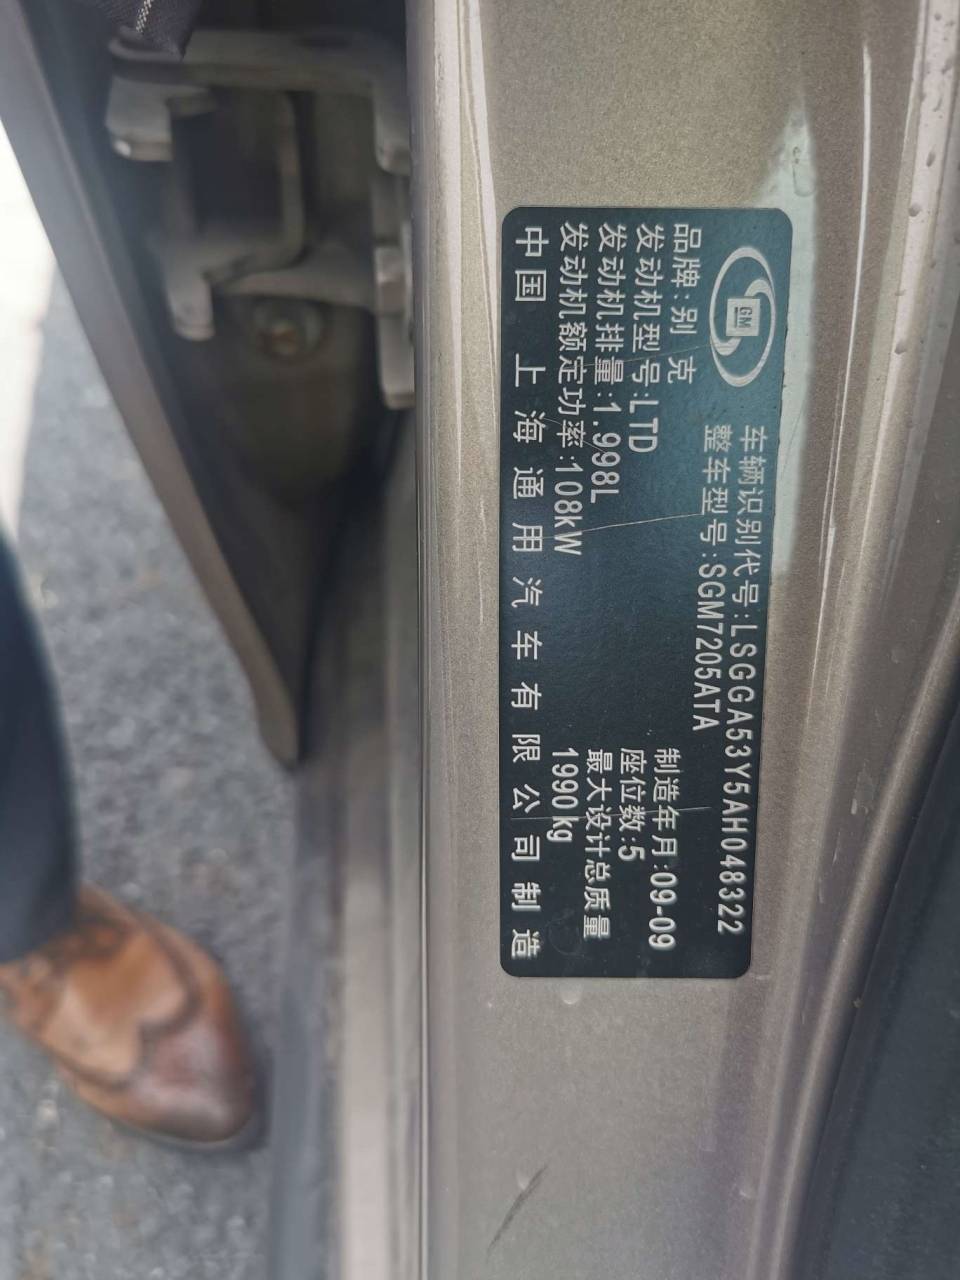 GM
车辆识别代号:LSGGA53Y5AH048322
整车型号:SGM7205ATA
品牌:别克
发动机型号:LTD
制造年月:09-09
发动机排量:1.998L
座位数:5
发动机额定功率:108kW
最大设计总质量
1990kg
中国 上海通用汽车有限公司制造